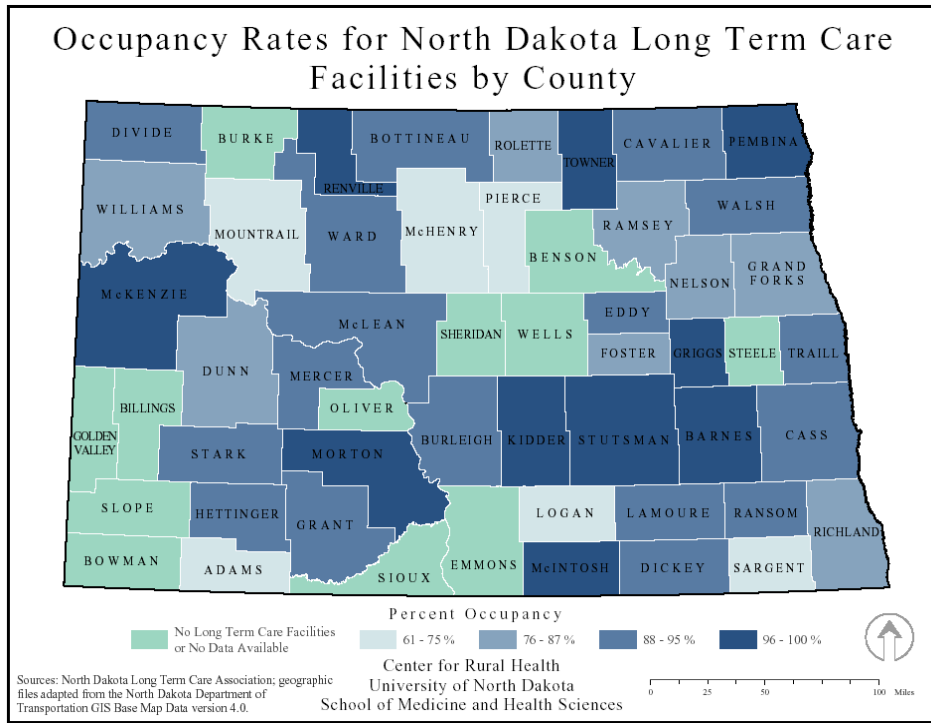 Occupancy Rates for North Dakota Long Term Care
Facilities by County
DIVIDE
BURKE
RENVILLE
BOTTINEAU
ROLETTE
TOWNER
CAVALIER
PEMBINA
WILLIAMS
MOUNTRAIL
WARD
McHENRY
PIERCE
BENSON
RAMSEY
WALSH
NELSON
GRAND
FORKS
McKENZIE
DUNN
McLEAN
MERCER
OLIVER
SHERIDAN
WELLS
EDDY
FOSTER
GRIGGS
STEELE
TRAILL
GOLDEN
VALLEY
BILLINGS
STARK
MORTON
BURLEIGH
KIDDER
STUTSMAN
BARNES
CASS
SLOPE
HETTINGER
GRANT
EMMONS
LOGAN
LAMOURE
RANSOM
RICHLAND
BOWMAN
ADAMS
SIOUX
McINTOSH
DICKEY
SARGENT
Percent Occupancy
No Long Term Care Facilities
or No Data Available
61 - 75 %
76 - 87 %
88 - 95 %
96 - 100 %
Center for Rural Health
University of North Dakota
School of Medicine and Health Sciences
Sources: North Dakota Long Term Care Association; geographic
files adapted from the North Dakota Department of
Transportation GIS Base Map Data version 4.0.
0 25 50 100 Miles